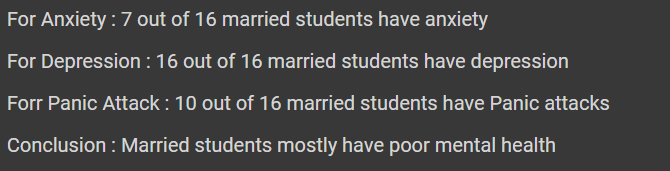 For Anxiety : 7 out of 16 married students have anxiety
For Depression : 16 out of 16 married students have depression
Forr Panic Attack : 10 out of 16 married students have Panic attacks
Conclusion : Married students mostly have poor mental health